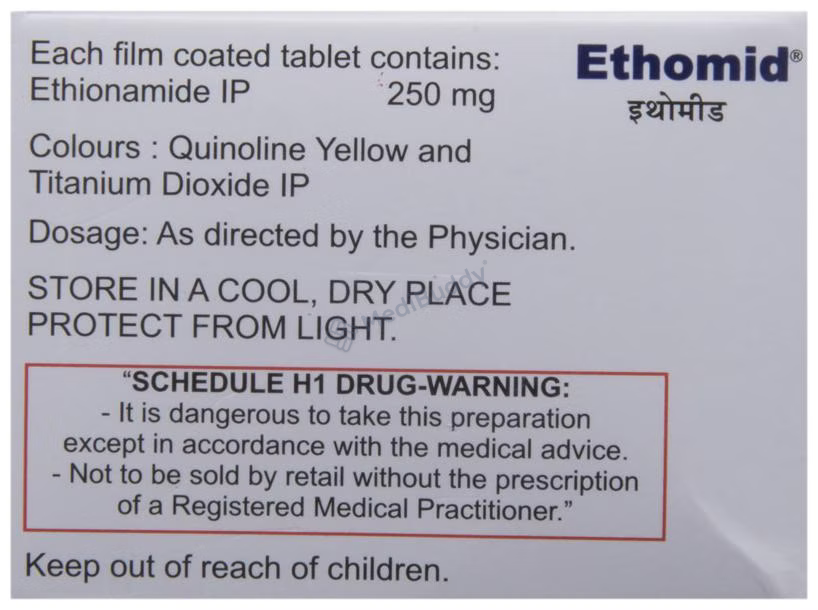 Each film coated tablet contains:
Ethionamide IP 250 mg
Ethomid®
इथोमीड
Colours : Quinoline Yellow and
Titanium Dioxide IP
Dosage: As directed by the Physician.
STORE IN A COOL, DRY PLACE
PROTECT FROM LIGHT.
MediBuddy
“SCHEDULE H1 DRUG-WARNING:
- It is dangerous to take this preparation
except in accordance with the medical advice.
- Not to be sold by retail without the prescription
of a Registered Medical Practitioner.”
Keep out of reach of children.